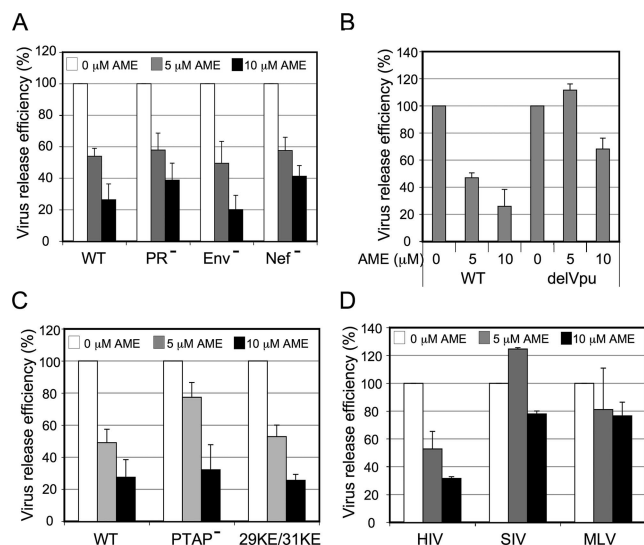 A
Virus release efficiency (%)
120
100
80
60
40
20
0
0 μM AME 5 μM AME 10 μM AME
WT PR⁻ Env⁻ Nef⁻
B
Virus release efficiency (%)
140
120
100
80
60
40
20
0
AME (μM) 0 5 10 0 5 10
WT delVpu
C
Virus release efficiency (%)
120
100
80
60
40
20
0
0 μM AME 5 μM AME 10 μM AME
WT PTAP⁻ 29KE/31KE
D
Virus release efficiency (%)
140
120
100
80
60
40
20
0
0 μM AME 5 μM AME 10 μM AME
HIV SIV MLV